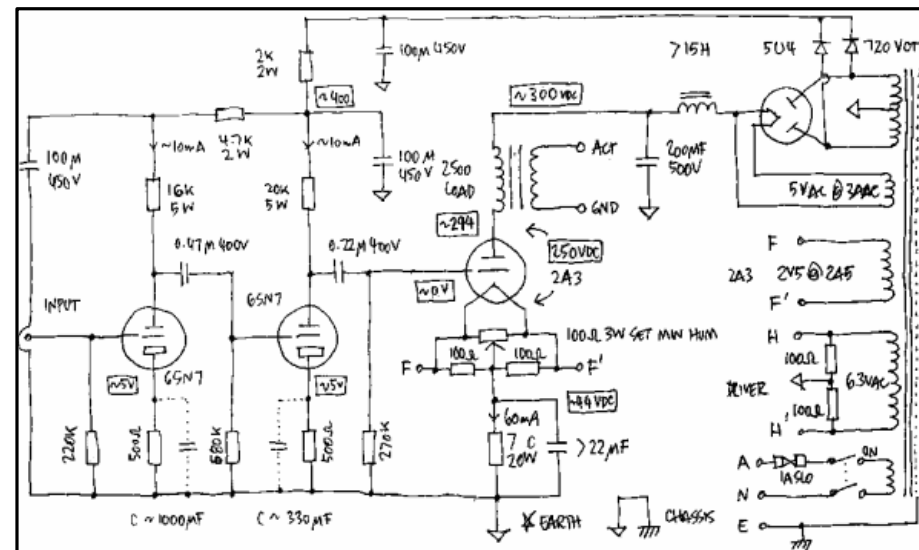 2K
2W
100M 450V
>15H
5U4
720VCT
~400
~300VDC
4.7K
2W
~10mA
~10mA
100M
450V
100M
450V
16K
5W
20K
5W
2500
LOAD
ACT
GND
200MF
500V
5VAC @ 3AAC
~294
0.47M 400V
0.22M 400V
250VDC
2A3
~0V
F
2A3
2V5 @ 2A5
F'
INPUT
6SN7
6SN7
100Ω 3W SET MIN HUM
F
100Ω
100Ω
F'
H
100Ω
DRIVER
6.3VAC
100Ω
H'
~5V
~5V
~44VDC
60mA
220K
500Ω
680K
500Ω
270K
20W
>22µF
A
1ASLO
ON
N
C ~1000µF
C ~330µF
EARTH
CHASSIS
E